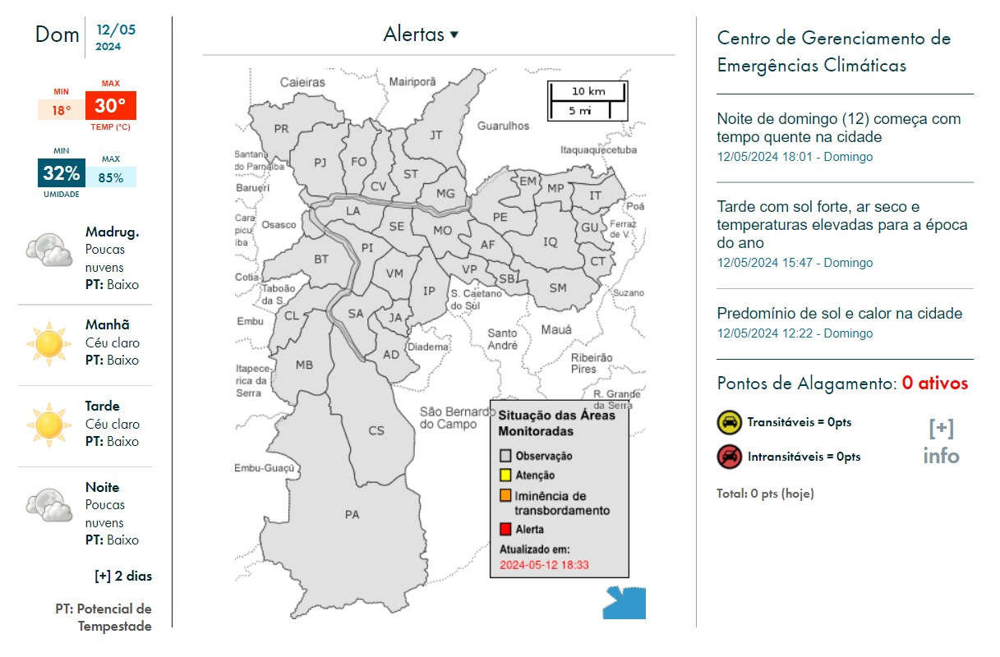 Dom
12/05
2024
MIN
MAX
18°
30°
TEMP (°C)
MIN
MAX
32%
85%
UMIDADE
Madrug.
Poucas
nuvens
PT: Baixo
Manhã
Céu claro
PT: Baixo
Tarde
Céu claro
PT: Baixo
Noite
Poucas
nuvens
PT: Baixo
[+] 2 dias
PT: Potencial de
Tempestade
Alertas
Caieiras
Mairiporã
10 km
5 mi
PR
JT
Guarulhos
Santana
do Parnaíba
PJ
FO
ST
Itaquaquecetuba
Barueri
CV
MG
EM
MP
IT
Poá
Cara
picu
iba
Osasco
LA
SE
MO
PE
GU
Ferraz
de V.
PI
AF
IQ
BT
CT
Cotia
VM
VP
SB
Taboão
da S.
IP
S. Caetano
do Sul
SM
Suzano
Embu
CL
SA
JA
Santo
André
Mauá
Diadema
AD
Itapece-
rica da
Serra
MB
Ribeirão
Pires
R. Grande
da Serra
São Bernardo
do Campo
CS
Embu-Guaçú
PA
Situação das Áreas
Monitoradas
Observação
Atenção
Iminência de
transbordamento
Alerta
Atualizado em:
2024-05-12 18:33
Centro de Gerenciamento de
Emergências Climáticas
Noite de domingo (12) começa com
tempo quente na cidade
12/05/2024 18:01 - Domingo
Tarde com sol forte, ar seco e
temperaturas elevadas para a época
do ano
12/05/2024 15:47 - Domingo
Predomínio de sol e calor na cidade
12/05/2024 12:22 - Domingo
Pontos de Alagamento: 0 ativos
Transitáveis = 0pts
Intransitáveis = 0pts
[+]
info
Total: 0 pts (hoje)